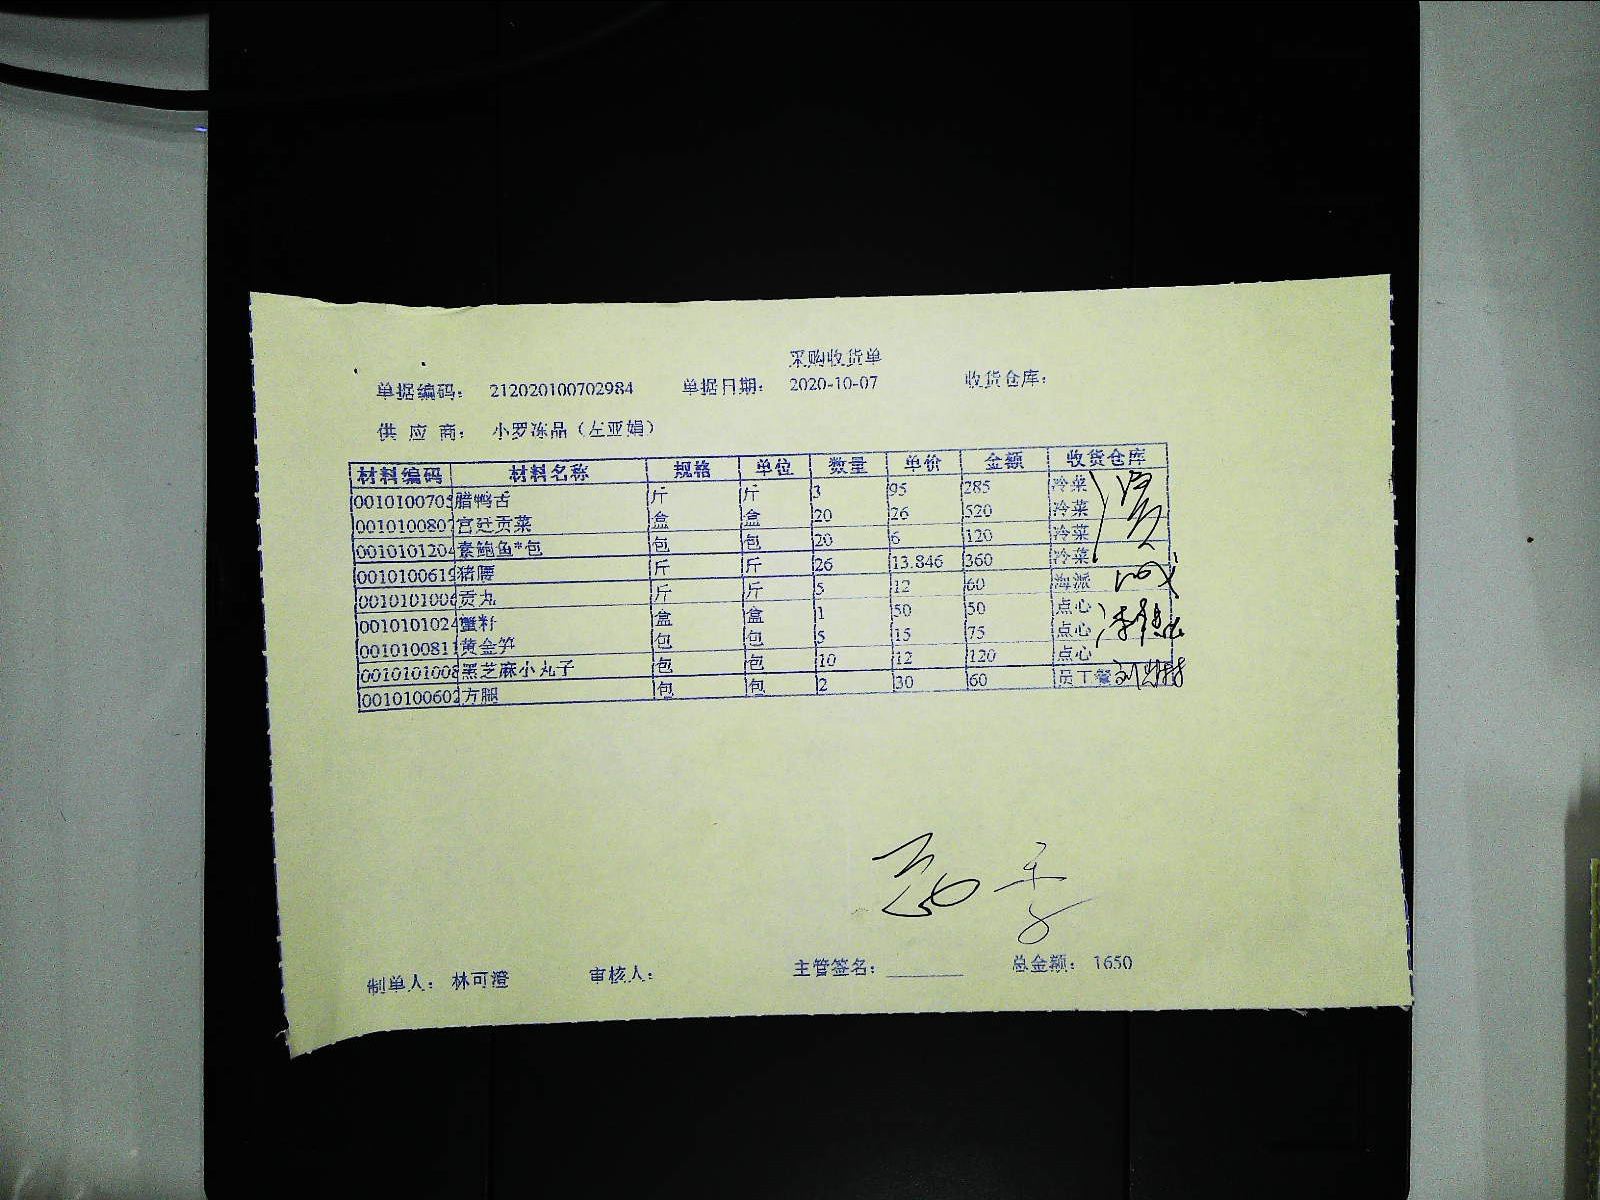 采购收货单
单据编码： 212020100702984 单据日期： 2020-10-07 收货仓库：
供 应 商： 小罗冻品（左亚娟）
材料编码 材料名称 规格 单位 数量 单价 金额 收货仓库
0010100705 腊鸭舌 斤 斤 3 95 285 冷菜
0010100807 宫廷贡菜 盒 盒 20 26 520 冷菜
0010101204 素鲍鱼*包 包 包 20 6 120 冷菜
0010100619 猪腰 斤 斤 26 13.846 360 冷菜
001010100 贡丸 斤 斤 5 12 60 海派
0010101024 蟹籽 盒 盒 1 50 50 点心
0010100811 黄金笋 包 包 5 15 75 点心
0010101008 黑芝麻小丸子 包 包 10 12 120 点心
0010100602 方腿 包 包 2 30 60 员工餐
制单人： 林可澄 审核人： 主管签名： 总金额： 1650